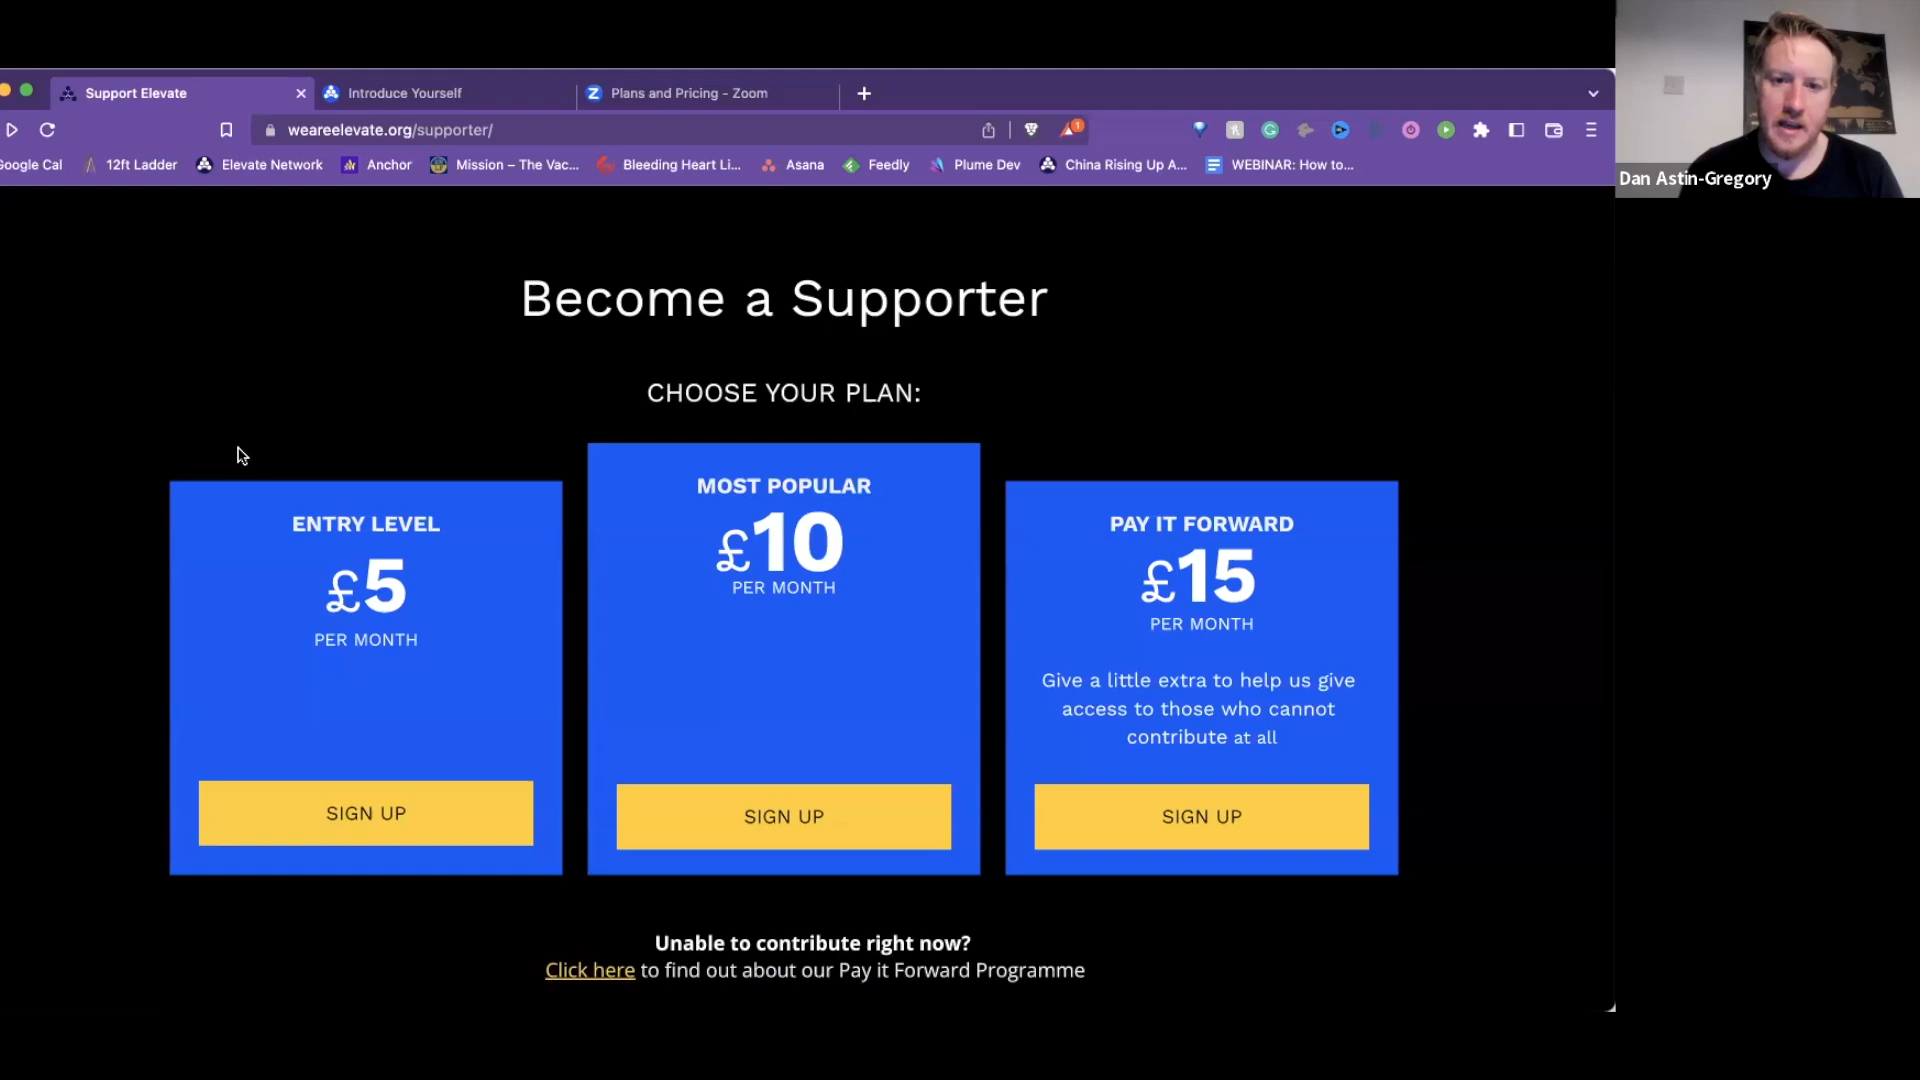 Support Elevate
Introduce Yourself
Plans and Pricing - Zoom
weareelevate.org/supporter/
1
Google Cal
12ft Ladder
Elevate Network
Anchor
Mission – The Vac...
Bleeding Heart Li...
Asana
Feedly
Plume Dev
China Rising Up A...
WEBINAR: How to...
Dan Astin-Gregory
Become a Supporter
CHOOSE YOUR PLAN:
ENTRY LEVEL
£5
PER MONTH
SIGN UP
MOST POPULAR
£10
PER MONTH
SIGN UP
PAY IT FORWARD
£15
PER MONTH
Give a little extra to help us give
access to those who cannot
contribute at all
SIGN UP
Unable to contribute right now?
Click here to find out about our Pay it Forward Programme